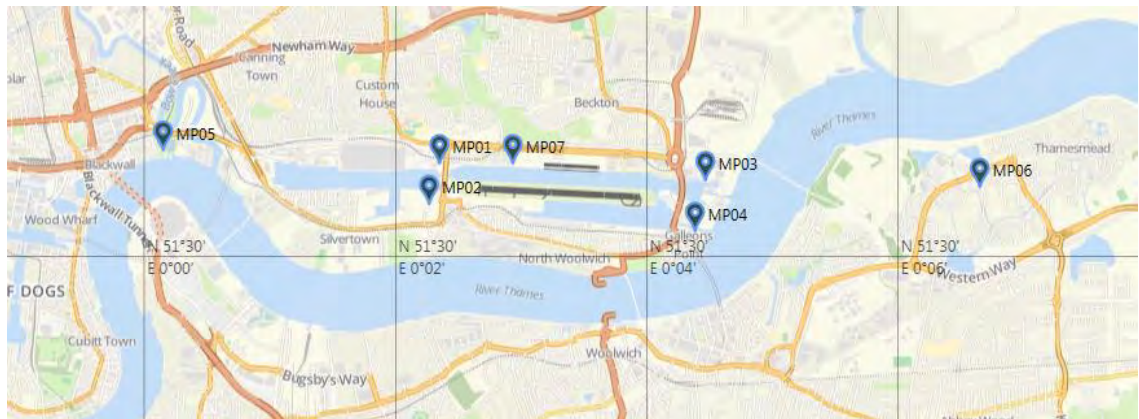 Newham Way
Canning
Town
Custom
House
Beckton
River Thames
MP05
MP01
MP07
MP03
MP06
Thamesmead
Blackwall
MP02
MP04
Blackwall Tunnel
Wood Wharf
Silvertown
Galleons
N 51°30'
N 51°30'
N 51°30'
N 51°30'
North Woolwich
E 0°00'
E 0°02'
E 0°04'
E 0°06'
Western Way
F DOGS
River Thames
Cubitt Town
Woolwich
Bugsby's Way